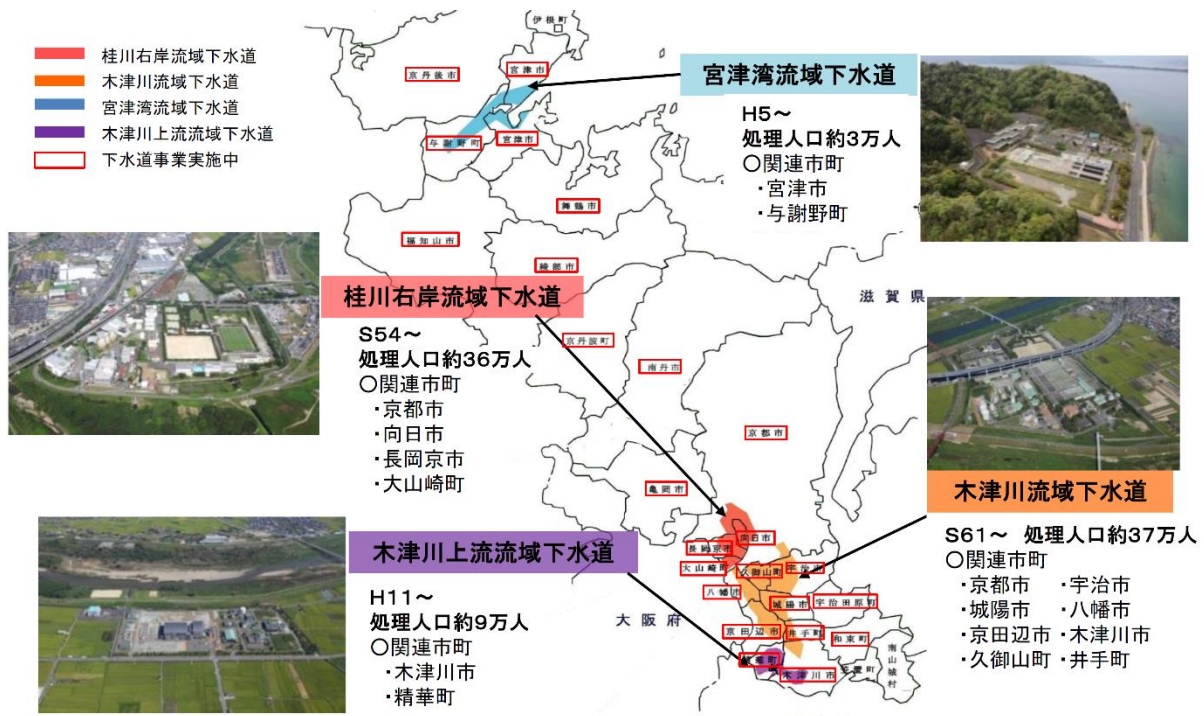 桂川右岸流域下水道
木津川流域下水道
宮津湾流域下水道
木津川上流流域下水道
下水道事業実施中
伊根町
京丹後市
宮津市
与謝野町
宮津市
舞鶴市
福知山市
綾部市
京丹波町
南丹市
京都市
亀岡市
滋賀県
大阪府
向日市
長岡京市
大山崎町
久御山町
宇治市
八幡市
城陽市
宇治田原町
京田辺市
井手町
和束町
木津川市
南山城村
宮津湾流域下水道
H5～
処理人口約3万人
○関連市町
・宮津市
・与謝野町
桂川右岸流域下水道
S54～
処理人口約36万人
○関連市町
・京都市
・向日市
・長岡京市
・大山崎町
木津川流域下水道
S61～ 処理人口約37万人
○関連市町
・京都市 ・宇治市
・城陽市 ・八幡市
・京田辺市 ・木津川市
・久御山町 ・井手町
木津川上流流域下水道
H11～
処理人口約9万人
○関連市町
・木津川市
・精華町